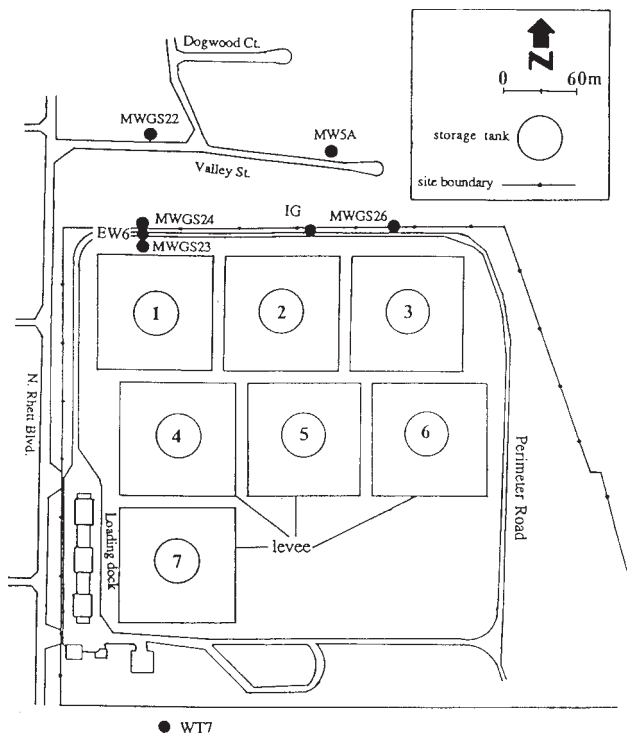 Dogwood Ct.
N
0 60m
storage tank
site boundary
MWGS22
MW5A
Valley St.
MWGS24
IG
MWGS26
EW6
MWGS23
1
2
3
4
5
6
N. Rhett Blvd.
Perimeter Road
Loading dock
levee
7
WT7